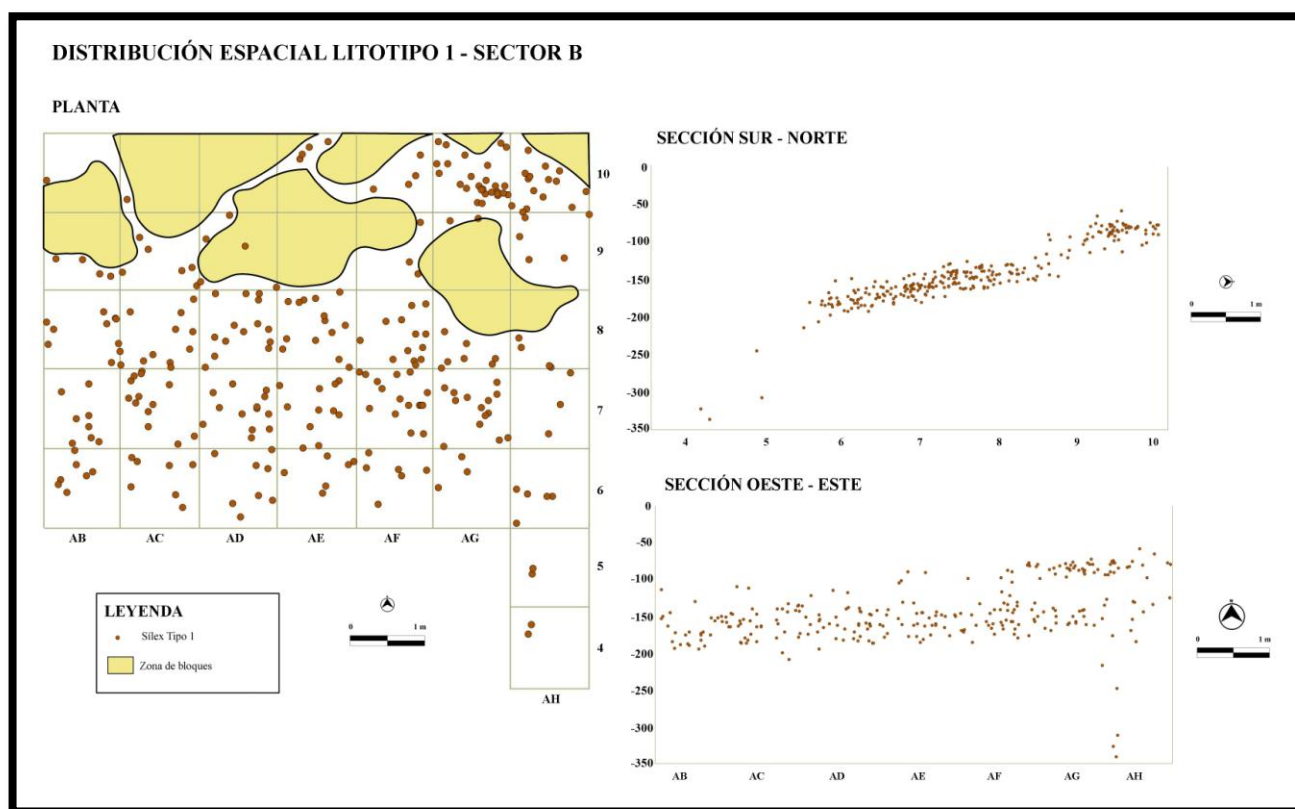 DISTRIBUCIÓN ESPACIAL LITOTIPO 1 - SECTOR B
PLANTA
10
9
8
7
6
AB AC AD AE AF AG
5
4
AH
LEYENDA
Sílex Tipo 1
Zona de bloques
0 1 m
SECCIÓN SUR - NORTE
0
-50
-100
-150
-200
-250
-300
-350
4 5 6 7 8 9 10
0 1 m
SECCIÓN OESTE - ESTE
0
-50
-100
-150
-200
-250
-300
-350
AB AC AD AE AF AG AH
0 1 m